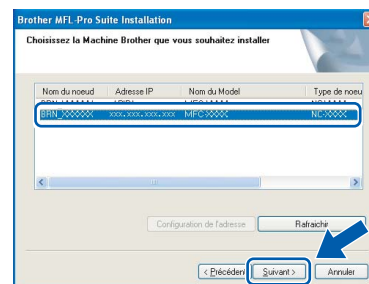 Brother MFL-Pro Suite Installation
Choisissez la Machine Brother que vous souhaitez installer
Nom du noeud Adresse IP Nom du Model Type de noeu
BRN_XXXXXX xxx.xxx.xxx.xxx MFC-XXXX NC-XXXX
Configuration de l'adresse Rafraichir
< Précéden Suivant > Annuler